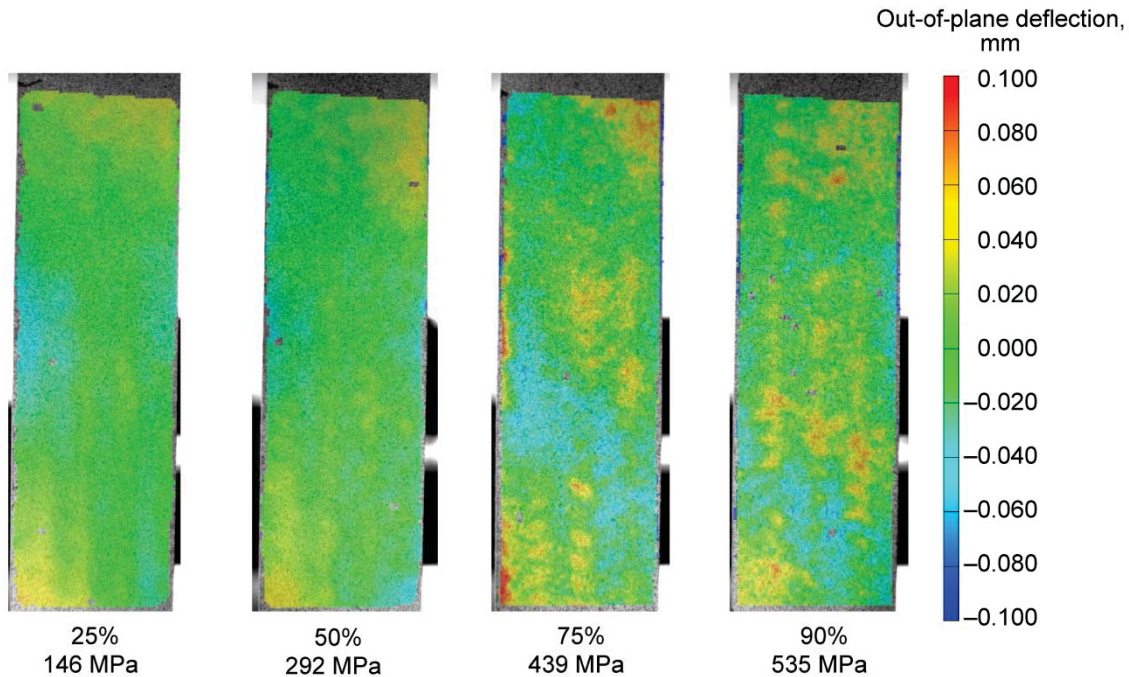 Out-of-plane deflection,
mm
0.100
0.080
0.060
0.040
0.020
0.000
–0.020
–0.040
–0.060
–0.080
–0.100
25%
146 MPa
50%
292 MPa
75%
439 MPa
90%
535 MPa